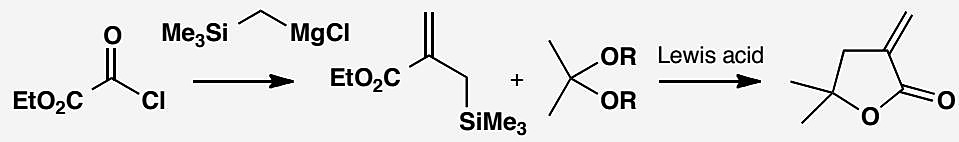 O
EtO₂C
Cl
Me₃Si
MgCl
EtO₂C
SiMe₃
+
OR
OR
Lewis acid
O
O